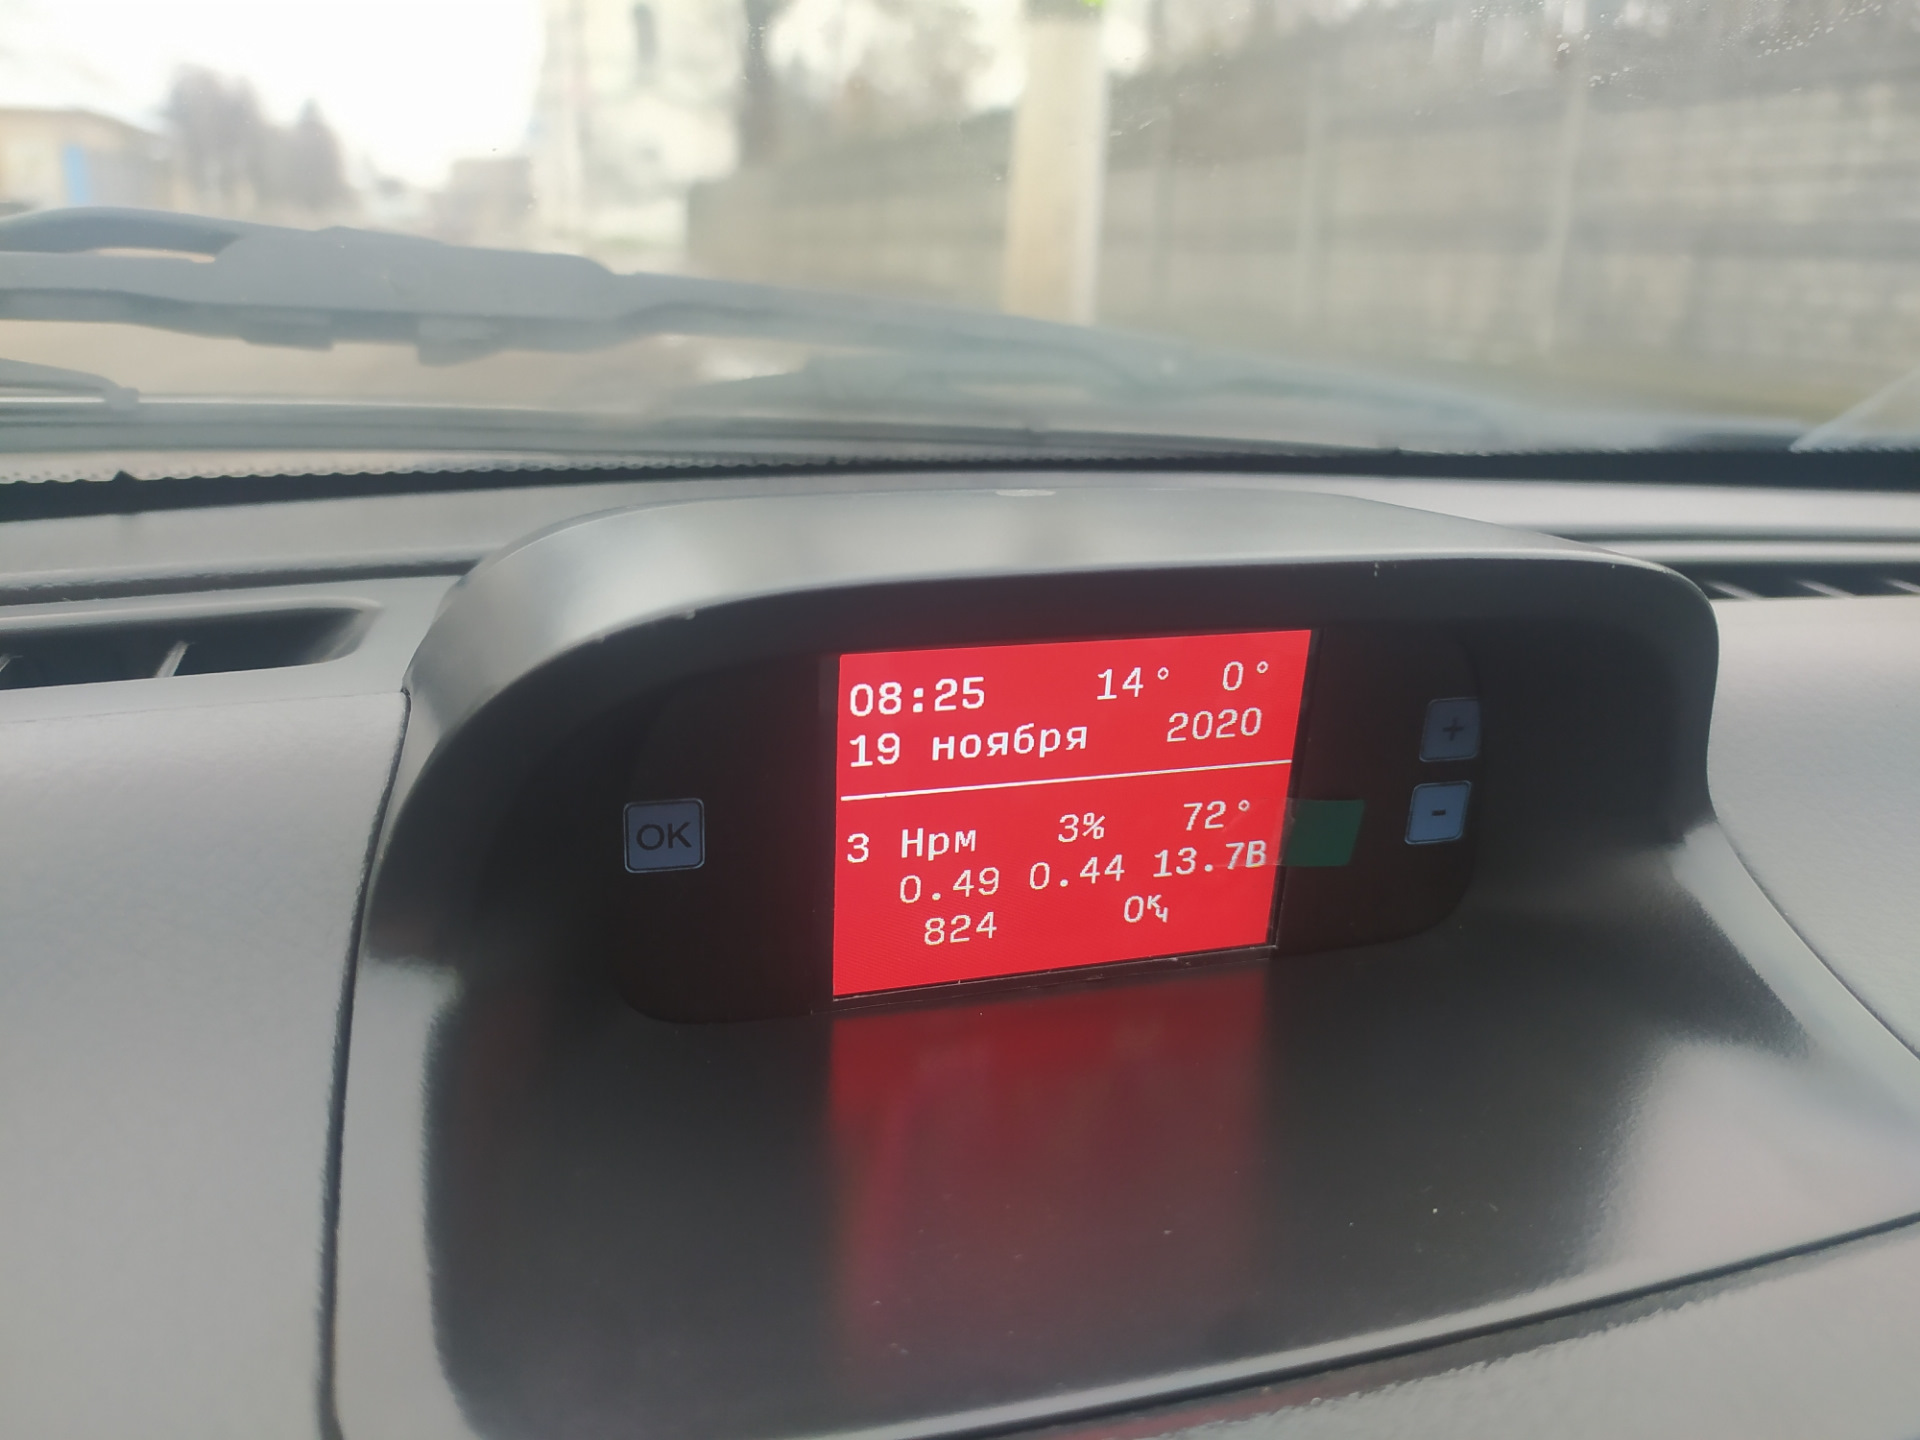 08:25 14° 0°
19 ноября 2020
3 Нрм 3% 72°
0.49 0.44 13.7В
824 0КЧ
OK
+
-